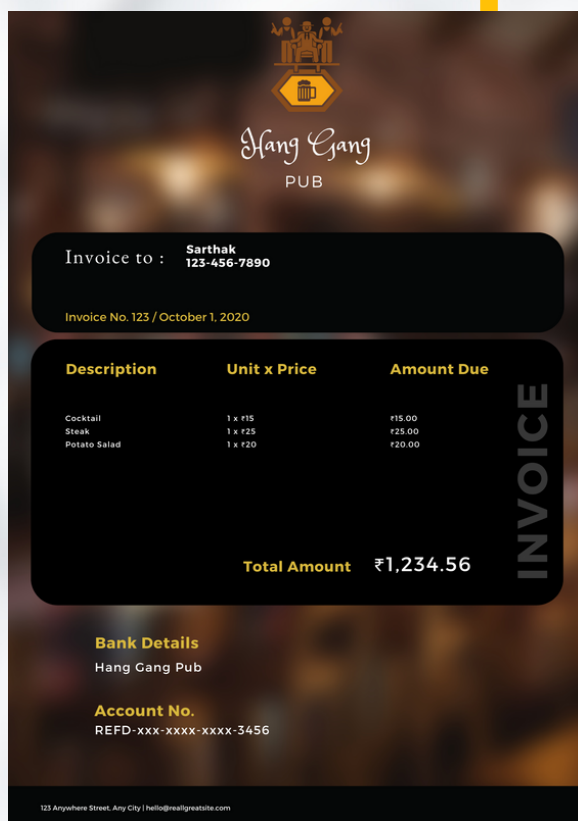 Hang Gang
PUB
Invoice to : Sarthak
123-456-7890
Invoice No. 123 / October 1, 2020
Description Unit x Price Amount Due
Cocktail 1 x ₹15 ₹15.00
Steak 1 x ₹25 ₹25.00
Potato Salad 1 x ₹20 ₹20.00
INVOICE
Total Amount ₹1,234.56
Bank Details
Hang Gang Pub
Account No.
REFD-xxx-xxxx-xxxx-3456
123 Anywhere Street, Any City | hello@reallgreatsite.com